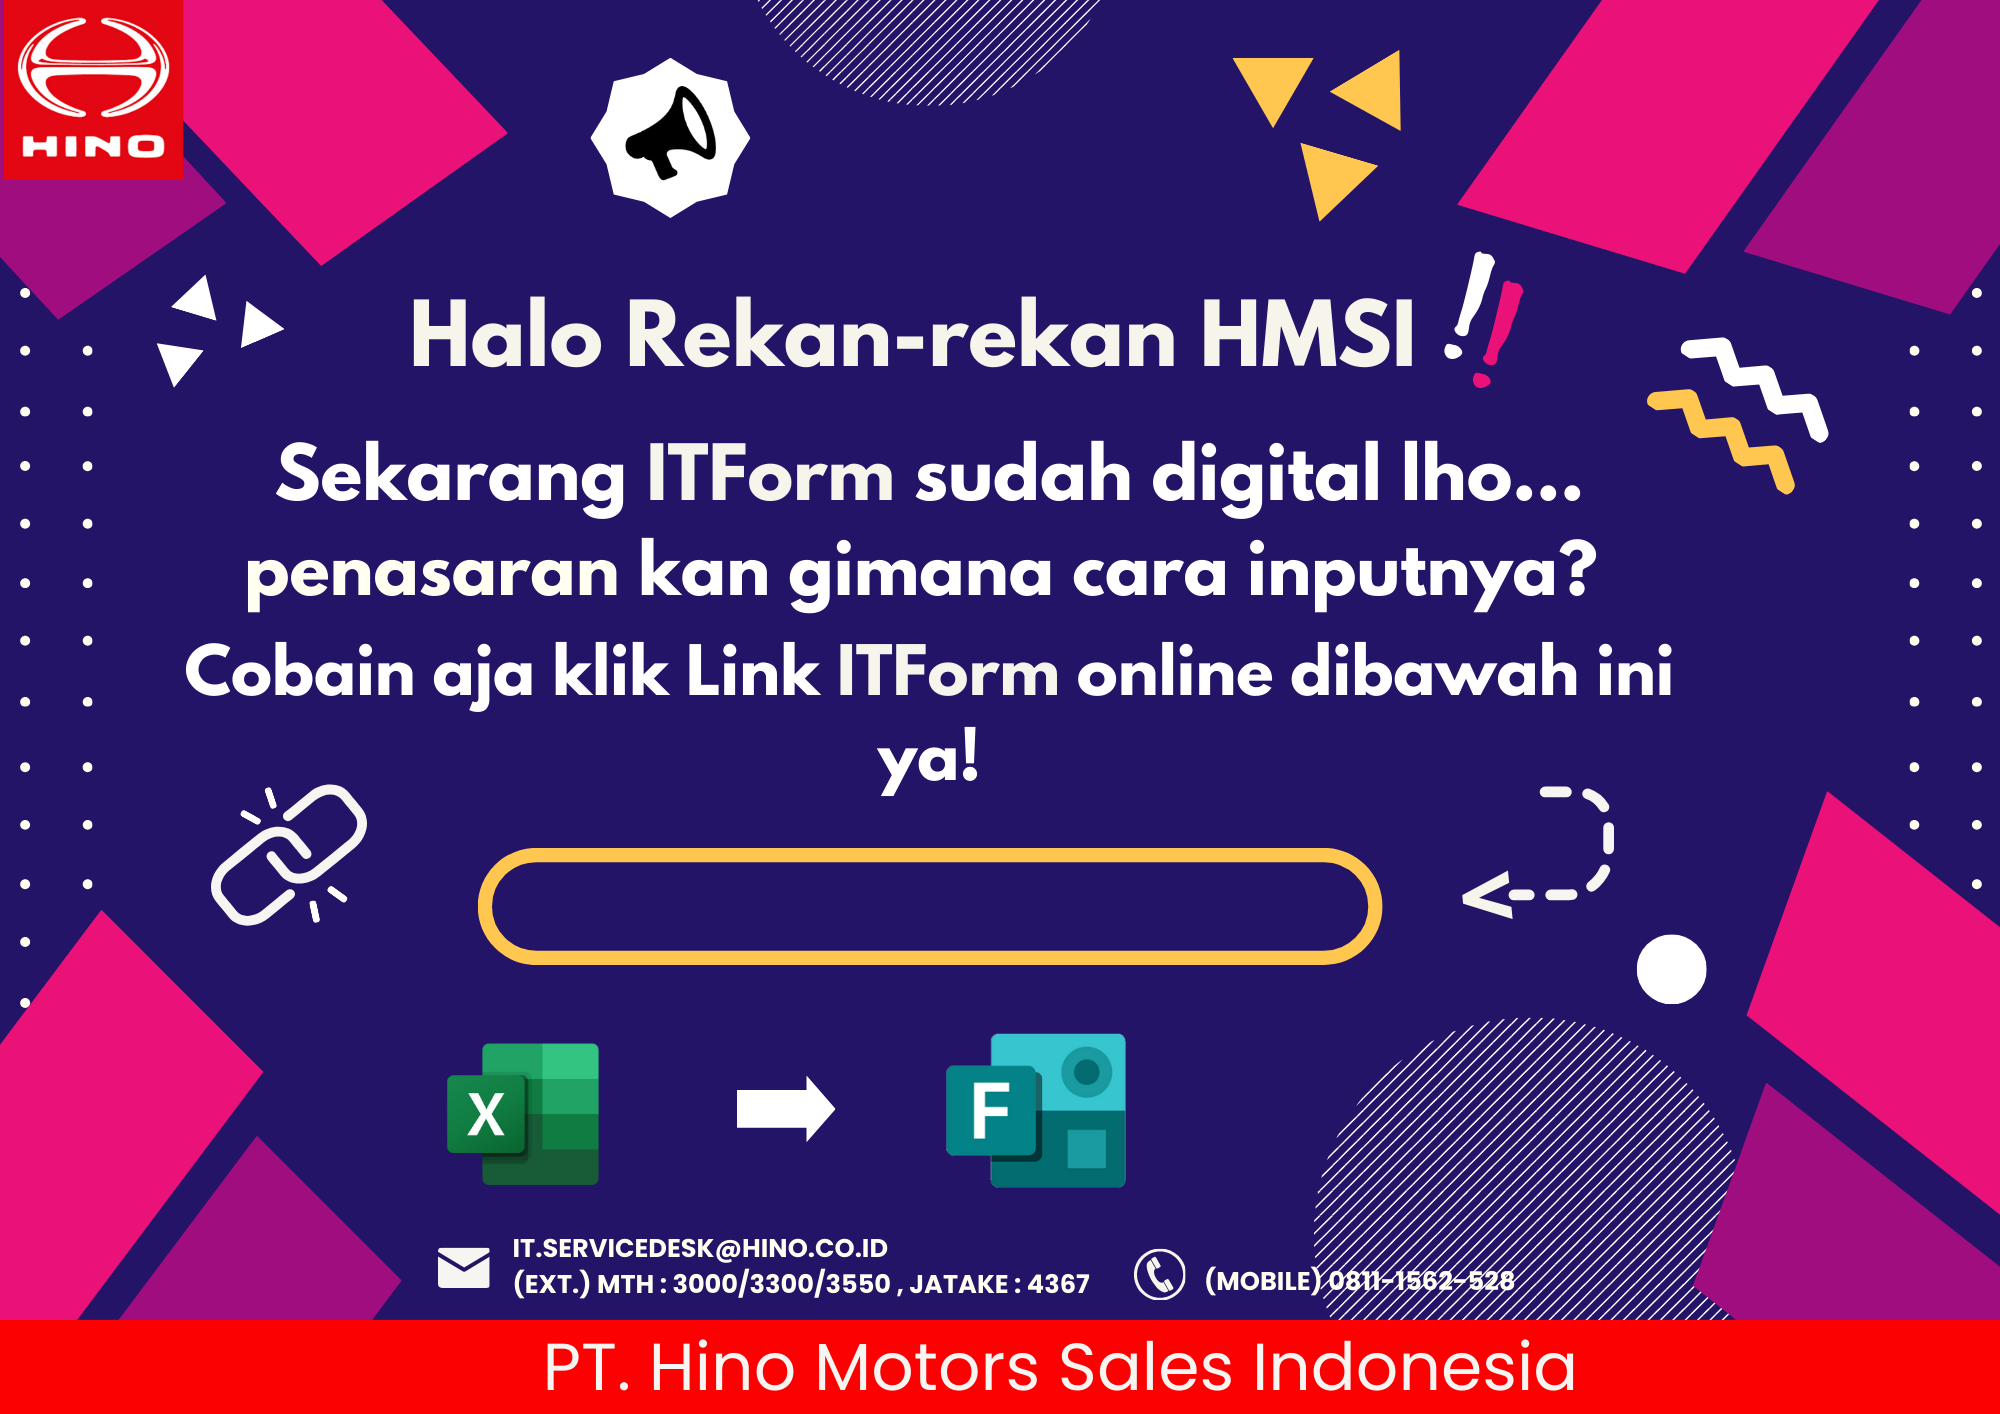 HINO
Halo Rekan-rekan HMSI !!
Sekarang ITForm sudah digital lho...
penasaran kan gimana cara inputnya?
Cobain aja klik Link ITForm online dibawah ini
ya!
X
F
IT.SERVICEDESK@HINO.CO.ID
(EXT.) MTH : 3000/3300/3550 , JATAKE : 4367
(MOBILE) 0811-1562-528
PT. Hino Motors Sales Indonesia